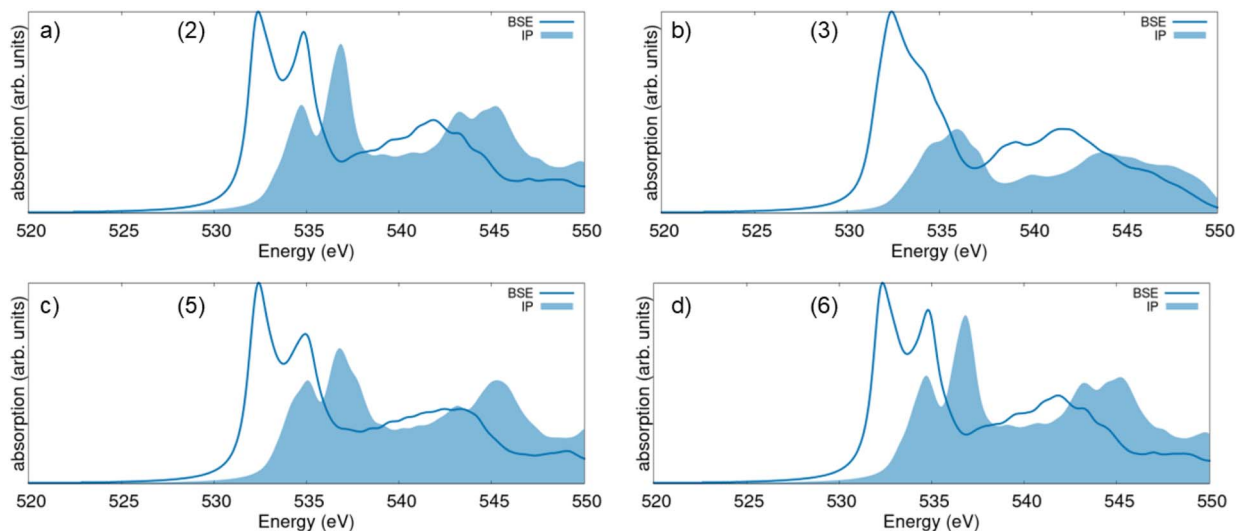 a) (2) BSE
IP
absorption (arb. units)
520 525 530 535 540 545 550
Energy (eV)
b) (3) BSE
IP
absorption (arb. units)
520 525 530 535 540 545 550
Energy (eV)
c) (5) BSE
IP
absorption (arb. units)
520 525 530 535 540 545 550
Energy (eV)
d) (6) BSE
IP
absorption (arb. units)
520 525 530 535 540 545 550
Energy (eV)